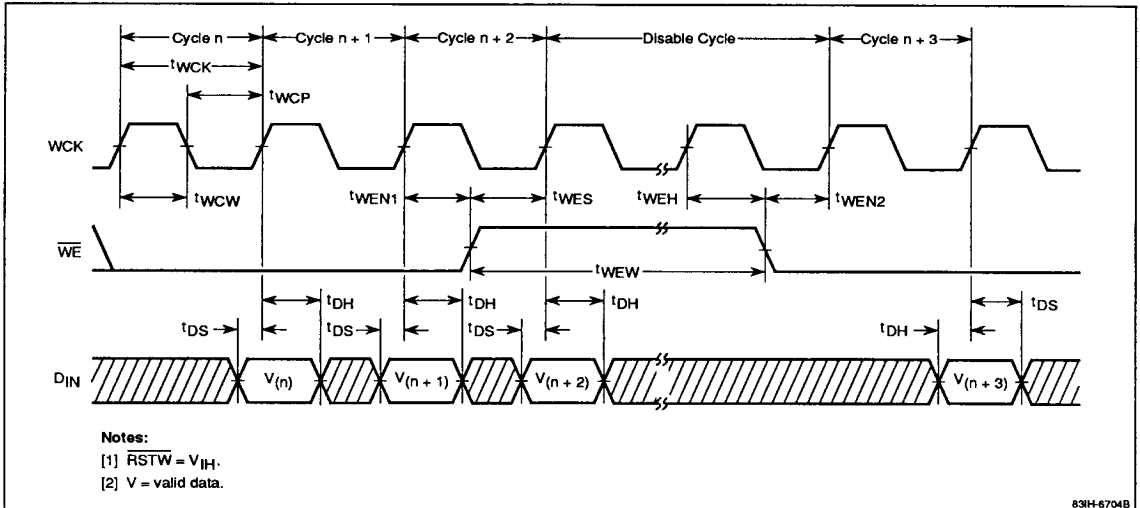 Cycle n Cycle n + 1 Cycle n + 2 Disable Cycle Cycle n + 3
tWCK
tWCP
WCK
tWCW tWEN1 tWES tWEH tWEN2
WE
tWEW
tDH tDH tDH tDS
tDS tDS tDS tDH
DIN V(n) V(n + 1) V(n + 2) V(n + 3)
Notes:
[1] RSTW = VIH.
[2] V = valid data.
83IH-6704B